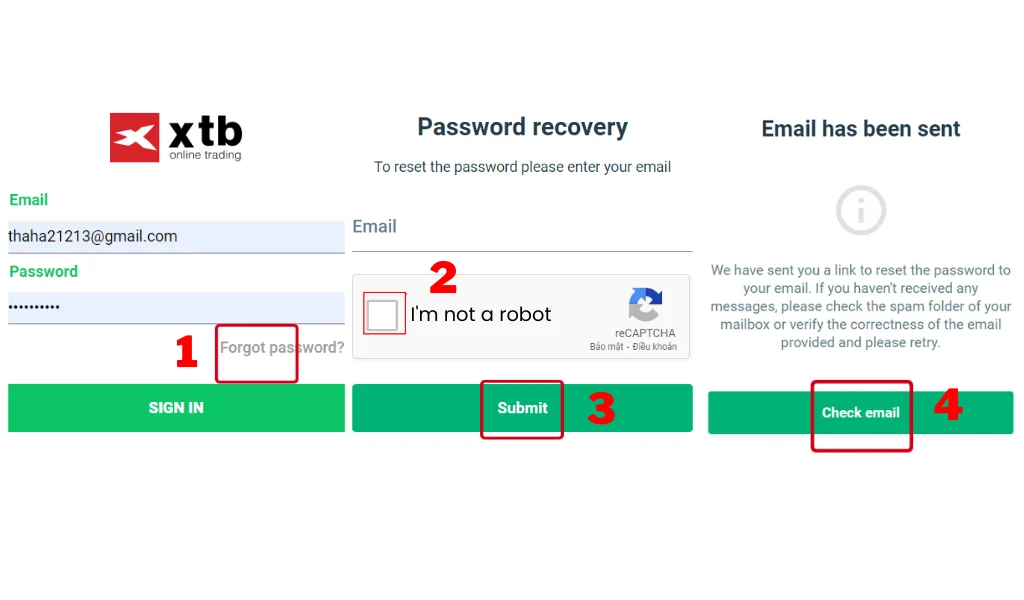 xtb
online trading
Email
thaha21213@gmail.com
Password
••••••••••
1
Forgot password?
SIGN IN
Password recovery
To reset the password please enter your email
Email
2
I'm not a robot
reCAPTCHA
Bảo mật - Điều khoản
Submit
3
Email has been sent
We have sent you a link to reset the password to
your email. If you haven't received any
messages, please check the spam folder of your
mailbox or verify the correctness of the email
provided and please retry.
Check email
4